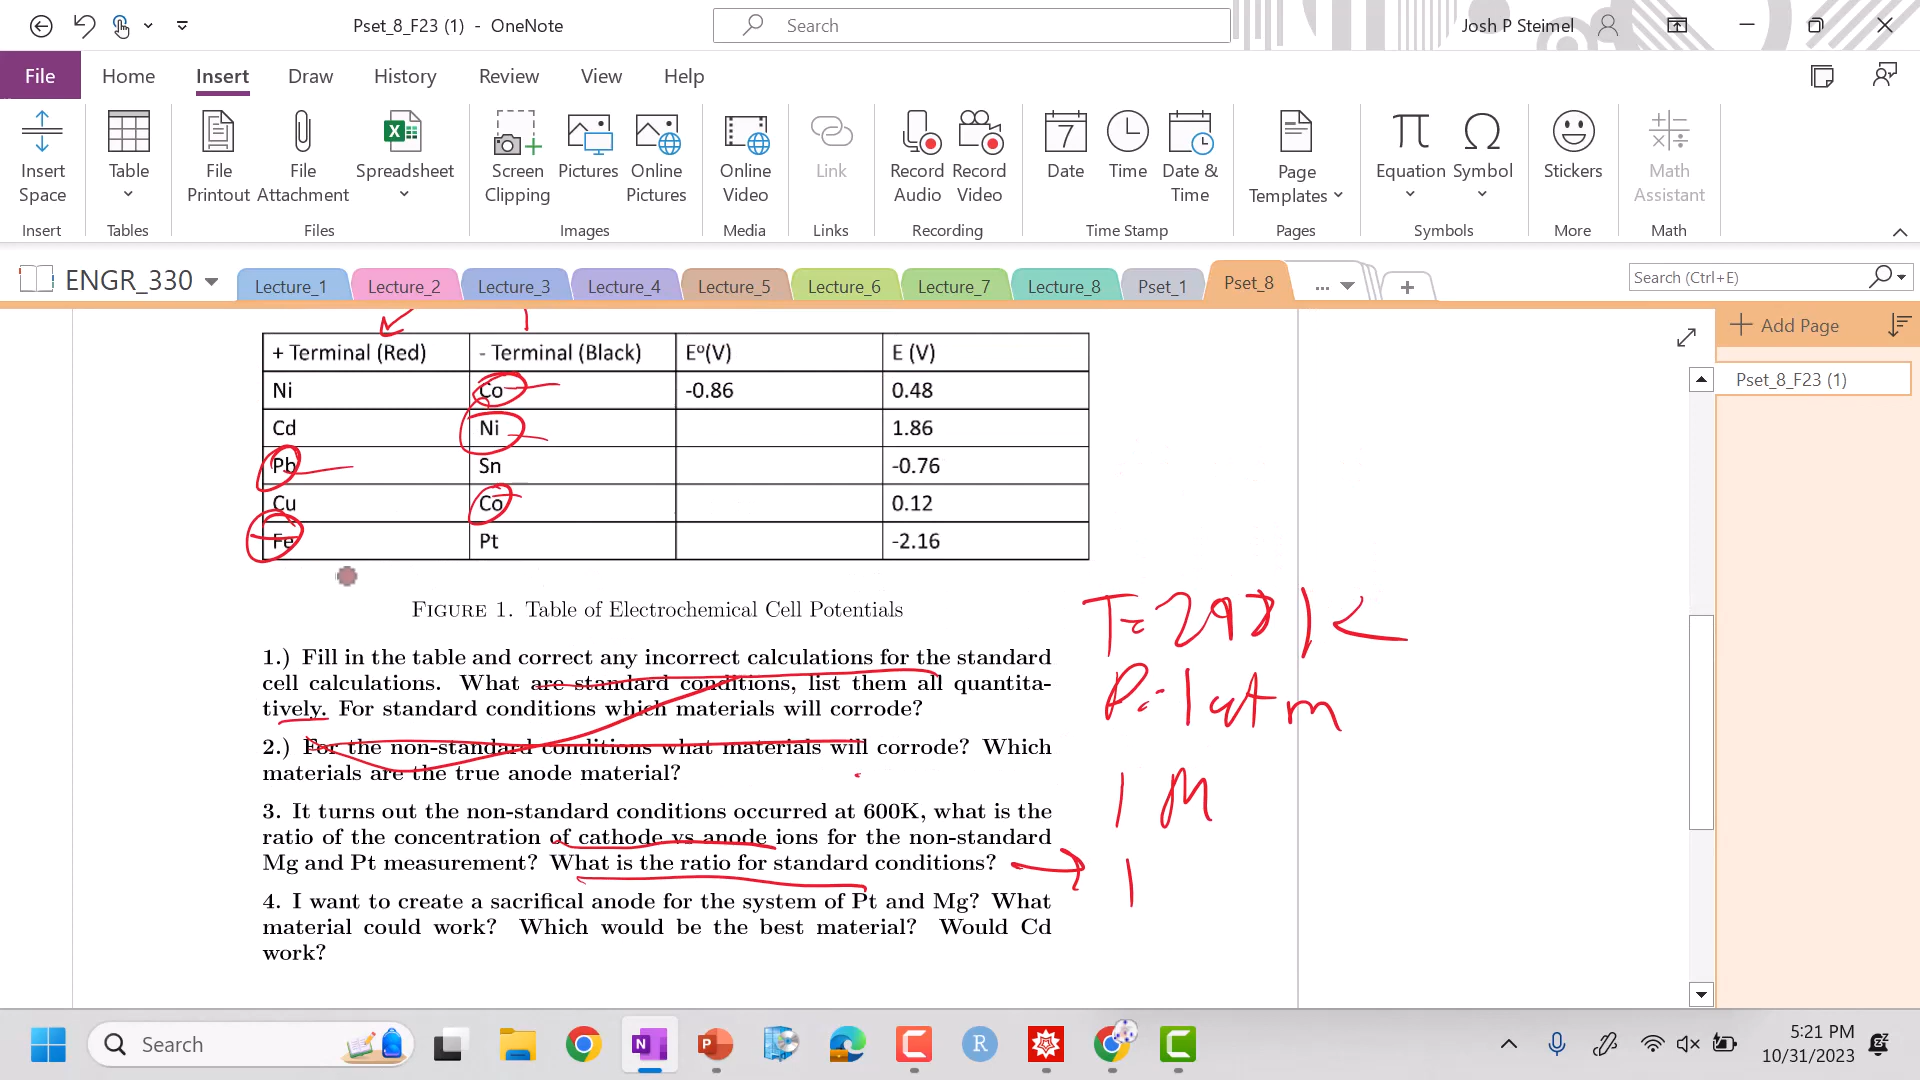 Pset_8_F23 (1) - OneNote
Search
Josh P Steimel
File Home Insert Draw History Review View Help
Insert Space
Table
File Printout
File Attachment
Spreadsheet
Screen Clipping
Pictures
Online Pictures
Online Video
Link
Record Audio
Record Video
7
Date
Time
Date & Time
Page Templates
π
Equation
Ω
Symbol
Stickers
Math Assistant
Insert Tables Files Images Media Links Recording Time Stamp Pages Symbols More Math
ENGR_330
Lecture_1 Lecture_2 Lecture_3 Lecture_4 Lecture_5 Lecture_6 Lecture_7 Lecture_8 Pset_1 Pset_8 ... +
Search (Ctrl+E)
Add Page
Pset_8_F23 (1)
+ Terminal (Red) - Terminal (Black) Eº(V) E (V)
Ni Co -0.86 0.48
Cd Ni 1.86
Pb Sn -0.76
Cu Co 0.12
Fe Pt -2.16
Figure 1. Table of Electrochemical Cell Potentials
T=298 K
P=1atm
1 M
1
1.) Fill in the table and correct any incorrect calculations for the standard
cell calculations. What are standard conditions, list them all quantita-
tively. For standard conditions which materials will corrode?
2.) For the non-standard conditions what materials will corrode? Which
materials are the true anode material?
3. It turns out the non-standard conditions occurred at 600K, what is the
ratio of the concentration of cathode vs anode ions for the non-standard
Mg and Pt measurement? What is the ratio for standard conditions?
4. I want to create a sacrifical anode for the system of Pt and Mg? What
material could work? Which would be the best material? Would Cd
work?
Search
N
P
R
5:21 PM
10/31/2023